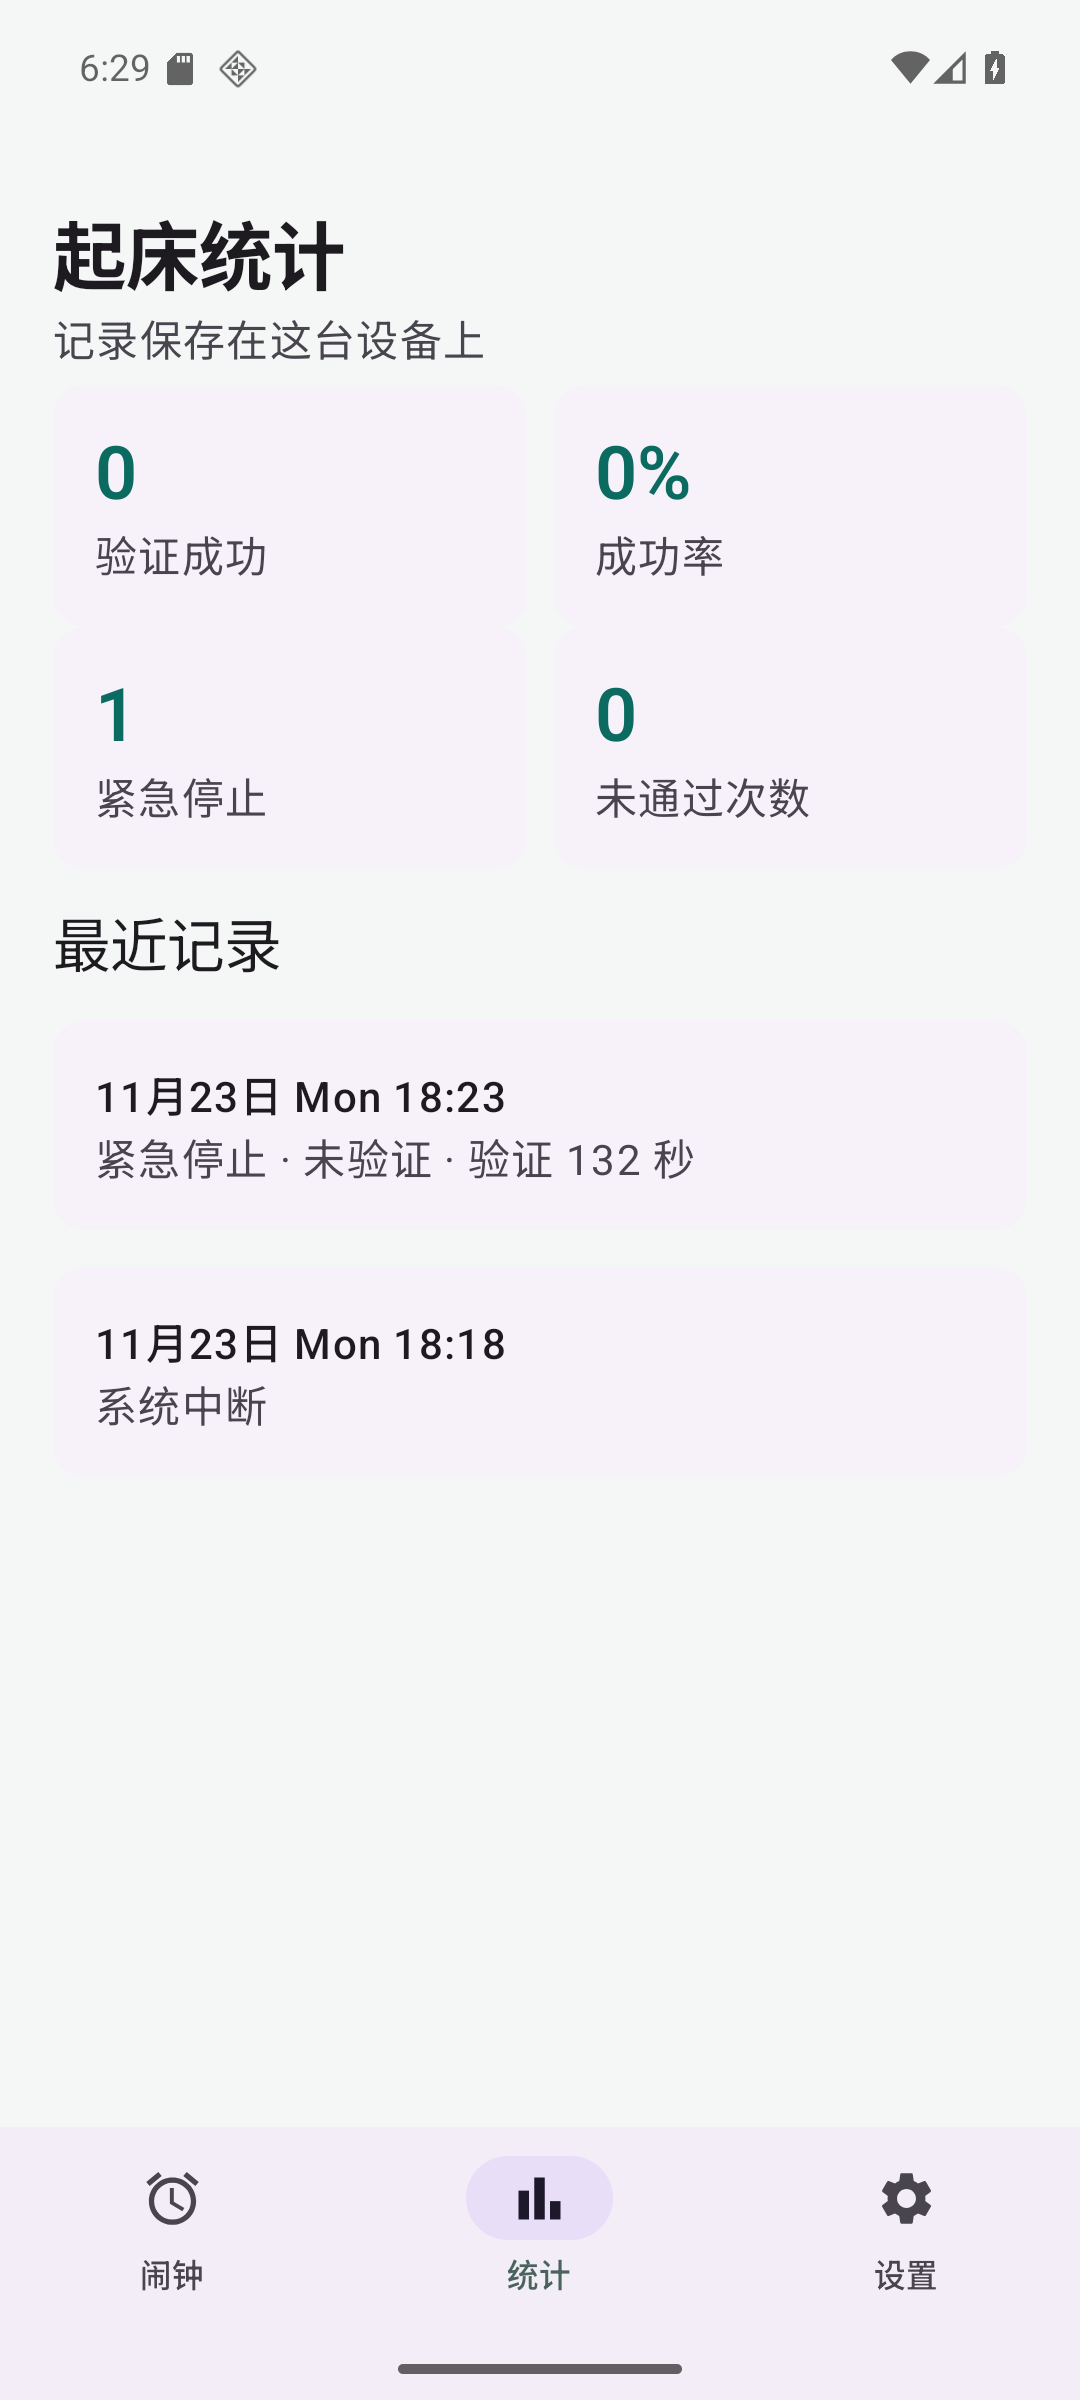 6:29
起床统计
记录保存在这台设备上
0
验证成功
0%
成功率
1
紧急停止
0
未通过次数
最近记录
11月23日 Mon 18:23
紧急停止 · 未验证 · 验证 132 秒
11月23日 Mon 18:18
系统中断
闹钟
统计
设置